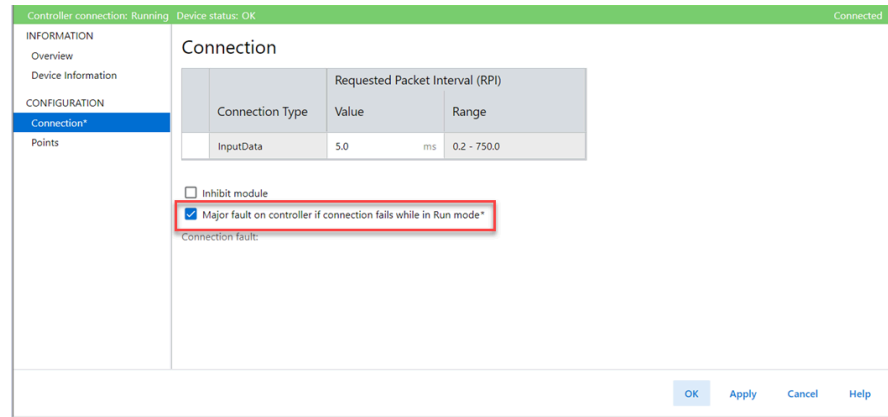 Controller connection: Running Device status: OK Connected
INFORMATION
Overview
Device Information
CONFIGURATION
Connection*
Points
Connection
Requested Packet Interval (RPI)
Connection Type Value Range
InputData 5.0 ms 0.2 - 750.0
Inhibit module
Major fault on controller if connection fails while in Run mode*
Connection fault:
OK Apply Cancel Help